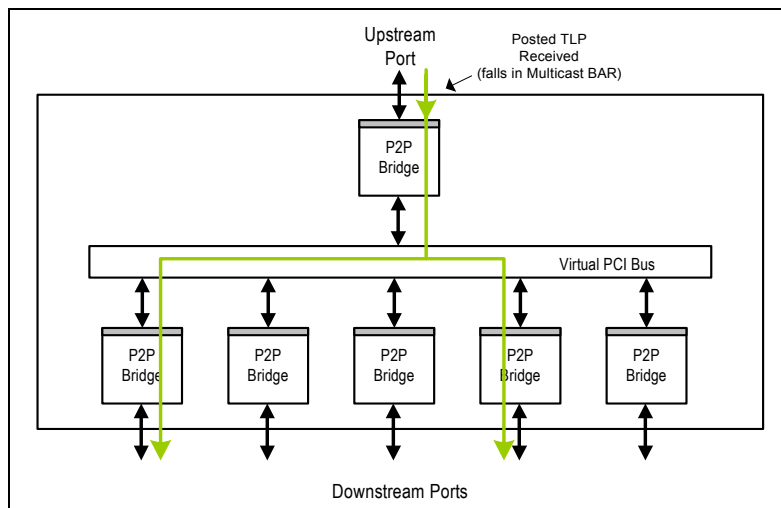 Upstream
Port
Posted TLP
Received
(falls in Multicast BAR)
P2P
Bridge
Virtual PCI Bus
P2P
Bridge
P2P
Bridge
P2P
Bridge
P2P
Bridge
P2P
Bridge
Downstream Ports